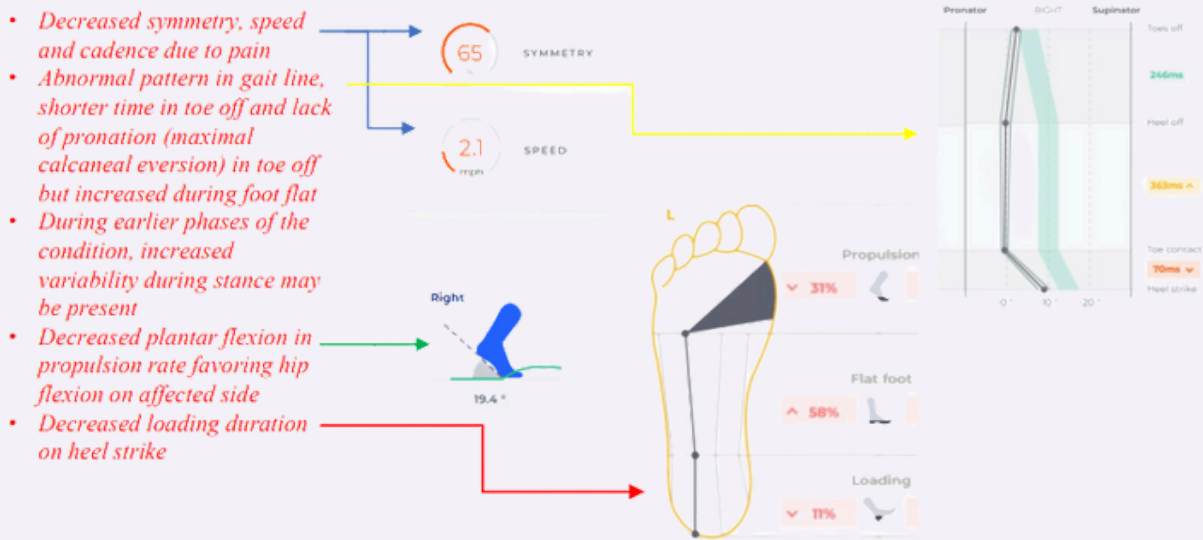 • Decreased symmetry, speed
and cadence due to pain
• Abnormal pattern in gait line,
shorter time in toe off and lack
of pronation (maximal
calcaneal eversion) in toe off
but increased during foot flat
• During earlier phases of the
condition, increased
variability during stance may
be present
• Decreased plantar flexion in
propulsion rate favoring hip
flexion on affected side
• Decreased loading duration
on heel strike
65
%
SYMMETRY
2.1
mph
SPEED
Right
19.4 °
L
Propulsion
31%
Flat foot
58%
Loading
11%
Pronator RIGHT Supinator
Toes off
246ms
Heel off
363ms
Toe contact
70ms
Heel strike
0° 10° 20°